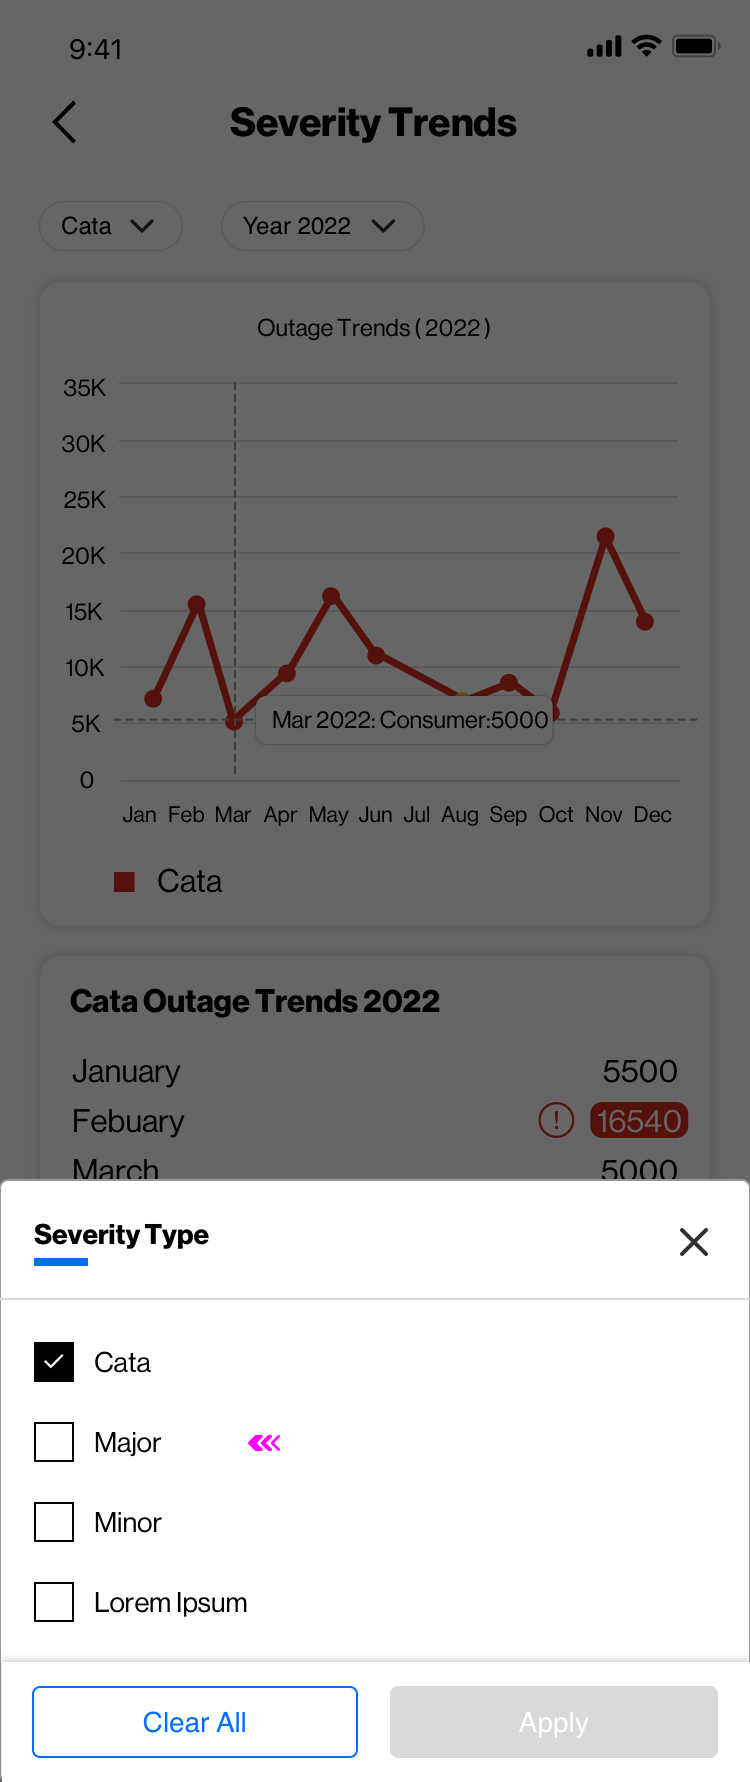 9:41
Severity Trends
Cata
Year 2022
Outage Trends ( 2022 )
35K
30K
25K
20K
15K
10K
5K
0
Mar 2022: Consumer:5000
Jan Feb Mar Apr May Jun Jul Aug Sep Oct Nov Dec
Cata
Cata Outage Trends 2022
January 5500
Febuary ! 16540
March 5000
Severity Type
Cata
Major
Minor
Lorem Ipsum
Clear All
Apply